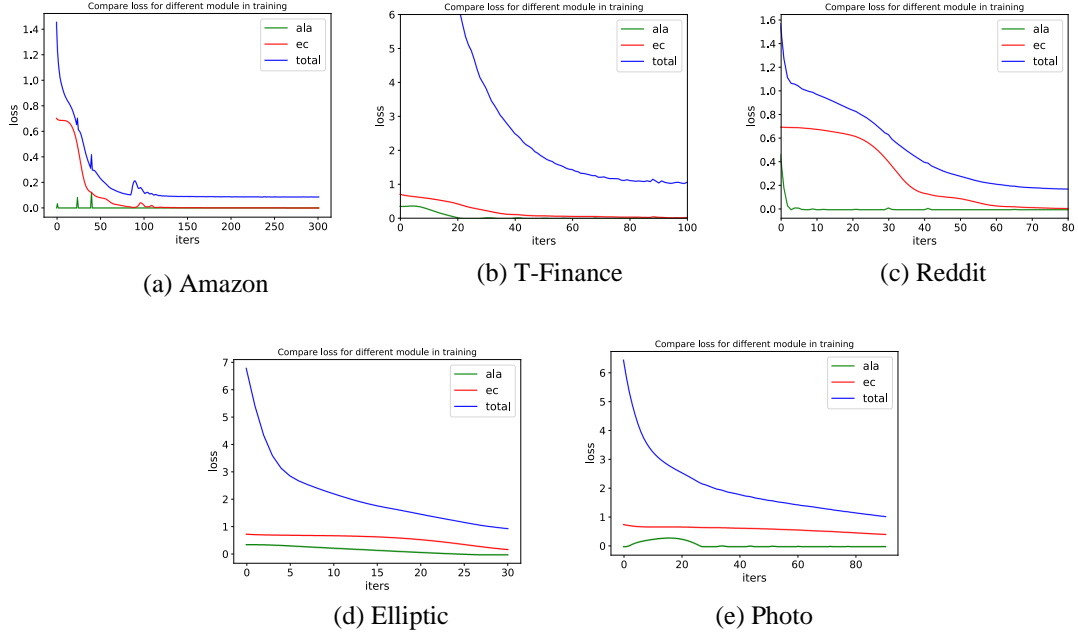 Compare loss for different module in training
1.4
1.2
1.0
0.8
0.6
0.4
0.2
0.0
loss
ala
ec
total
0 50 100 150 200 250 300
iters
(a) Amazon
Compare loss for different module in training
6
5
4
3
2
1
0
loss
ala
ec
total
0 20 40 60 80 100
iters
(b) T-Finance
Compare loss for different module in training
1.6
1.4
1.2
1.0
0.8
0.6
0.4
0.2
0.0
loss
ala
ec
total
0 10 20 30 40 50 60 70 80
iters
(c) Reddit
Compare loss for different module in training
7
6
5
4
3
2
1
0
loss
ala
ec
total
0 5 10 15 20 25 30
iters
(d) Elliptic
Compare loss for different module in training
6
5
4
3
2
1
0
loss
ala
ec
total
0 20 40 60 80
iters
(e) Photo